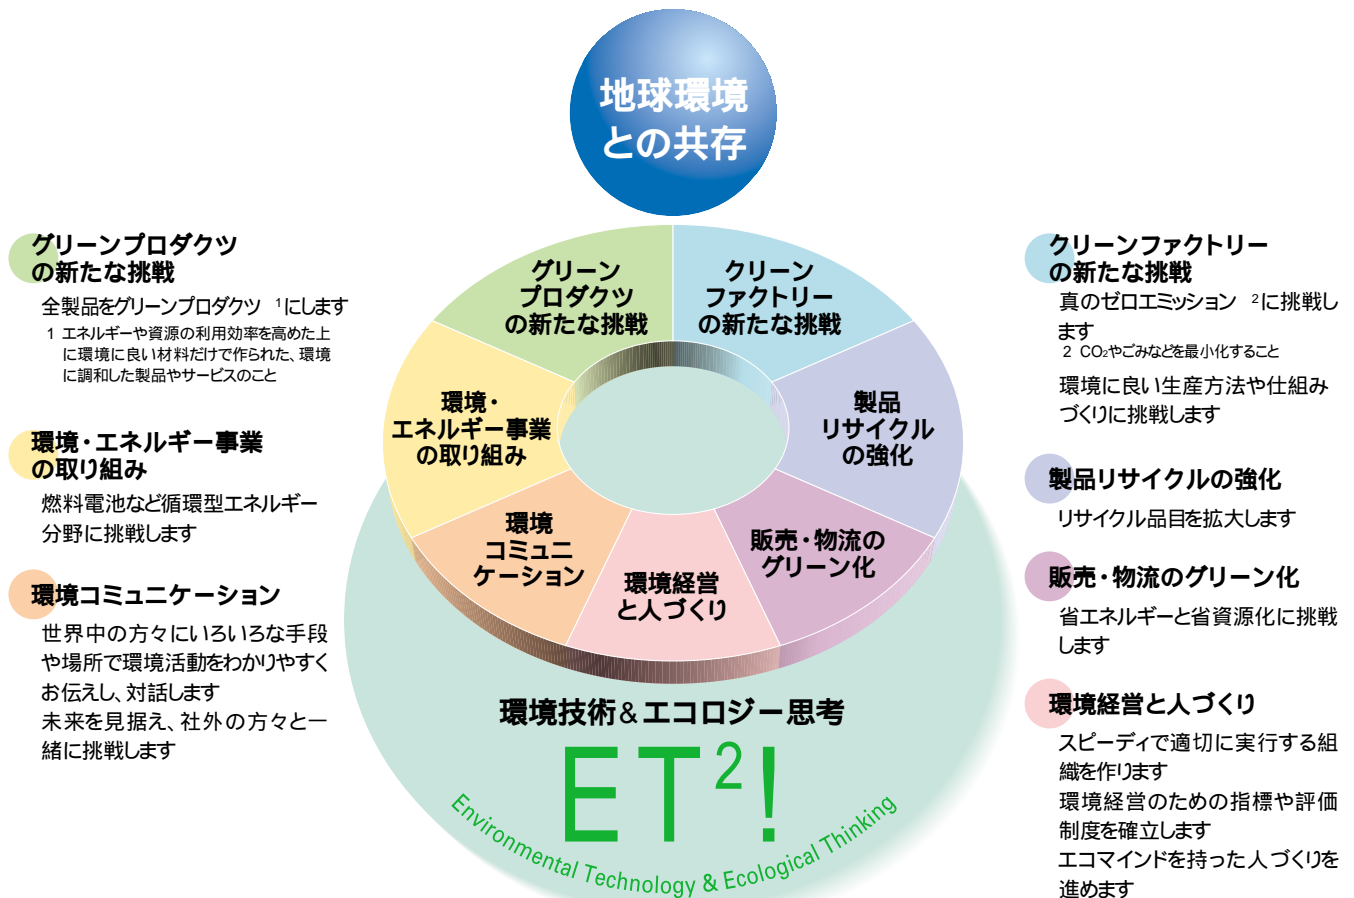 地球環境
との共存
グリーンプロダクツ
の新たな挑戦
全製品をグリーンプロダクツ 1にします
1 エネルギーや資源の利用効率を高めた上
に環境に良い材料だけで作られた、環境
に調和した製品やサービスのこと
環境・エネルギー事業
の取り組み
燃料電池など循環型エネルギー
分野に挑戦します
環境コミュニケーション
世界中の方々にいろいろな手段
や場所で環境活動をわかりやすく
お伝えし、対話します
未来を見据え、社外の方々と一
緒に挑戦します
グリーン
プロダクツ
の新たな挑戦
クリーン
ファクトリー
の新たな挑戦
環境・
エネルギー事業
の取り組み
製品
リサイクル
の強化
環境
コミュニ
ケーション
環境経営
と人づくり
販売・物流の
グリーン化
環境技術&エコロジー思考
ET2!
Environmental Technology & Ecological Thinking
クリーンファクトリー
の新たな挑戦
真のゼロエミッション 2に挑戦し
ます
2 CO2やごみなどを最小化すること
環境に良い生産方法や仕組み
づくりに挑戦します
製品リサイクルの強化
リサイクル品目を拡大します
販売・物流のグリーン化
省エネルギーと省資源化に挑戦
します
環境経営と人づくり
スピーディで適切に実行する組
織を作ります
環境経営のための指標や評価
制度を確立します
エコマインドを持った人づくりを
進めます